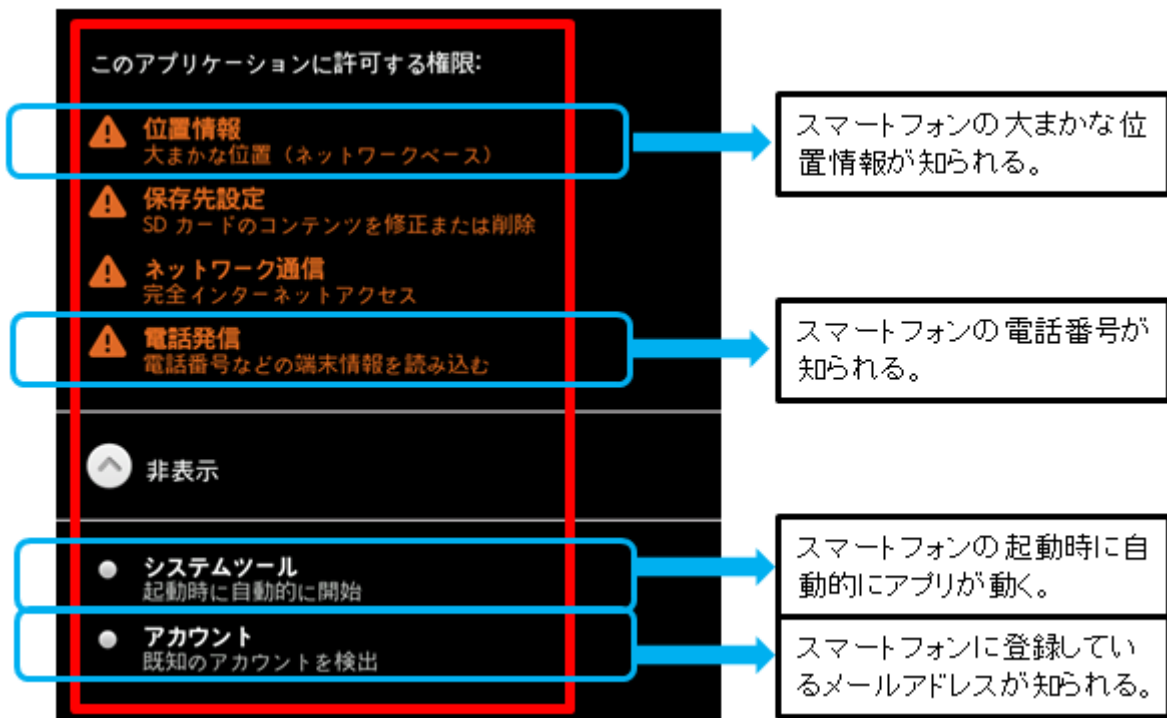 このアプリケーションに許可する権限:
位置情報
大まかな位置（ネットワークベース）
スマートフォンの大まかな位
置情報が知られる。
保存先設定
SD カードのコンテンツを修正または削除
ネットワーク通信
完全インターネットアクセス
電話発信
電話番号などの端末情報を読み込む
スマートフォンの電話番号が
知られる。
非表示
システムツール
起動時に自動的に開始
スマートフォンの起動時に自
動的にアプリが動く。
アカウント
既知のアカウントを検出
スマートフォンに登録してい
るメールアドレスが知られる。